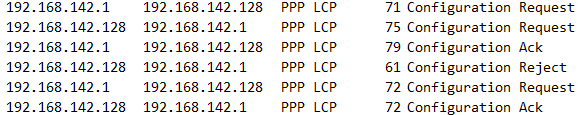 192.168.142.1 192.168.142.128 PPP LCP 71 Configuration Request
192.168.142.128 192.168.142.1 PPP LCP 75 Configuration Request
192.168.142.128 192.168.142.1 PPP LCP 79 Configuration Ack
192.168.142.128 192.168.142.1 PPP LCP 61 Configuration Reject
192.168.142.1 192.168.142.128 PPP LCP 72 Configuration Request
192.168.142.128 192.168.142.1 PPP LCP 72 Configuration Ack